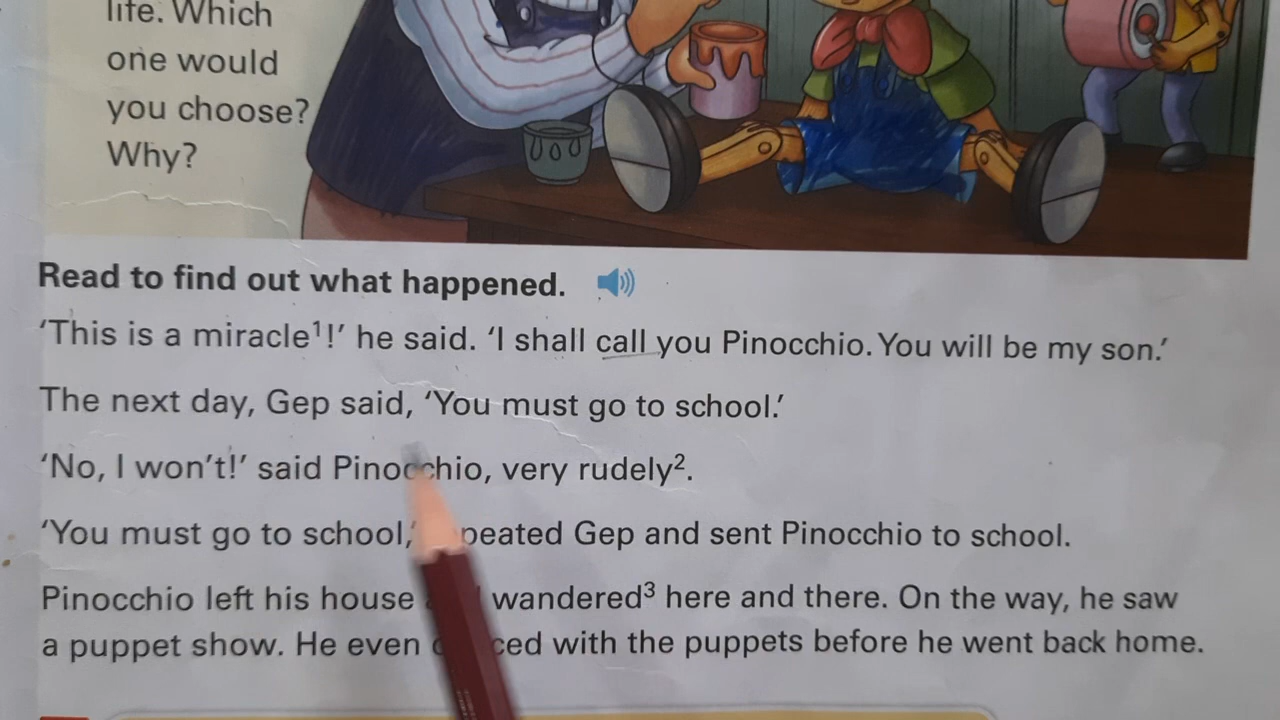 life. Which
one would
you choose?
Why?
Read to find out what happened.
‘This is a miracle¹!’ he said. ‘I shall call you Pinocchio. You will be my son.’
The next day, Gep said, ‘You must go to school.’
‘No, I won’t!’ said Pinocchio, very rudely².
‘You must go to school,’ peated Gep and sent Pinocchio to school.
Pinocchio left his house wandered³ here and there. On the way, he saw
a puppet show. He even ced with the puppets before he went back home.